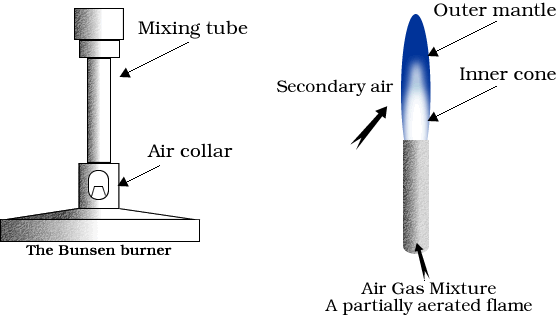 Mixing tube
Air collar
The Bunsen burner
Outer mantle
Inner cone
Secondary air
Air Gas Mixture
A partially aerated flame